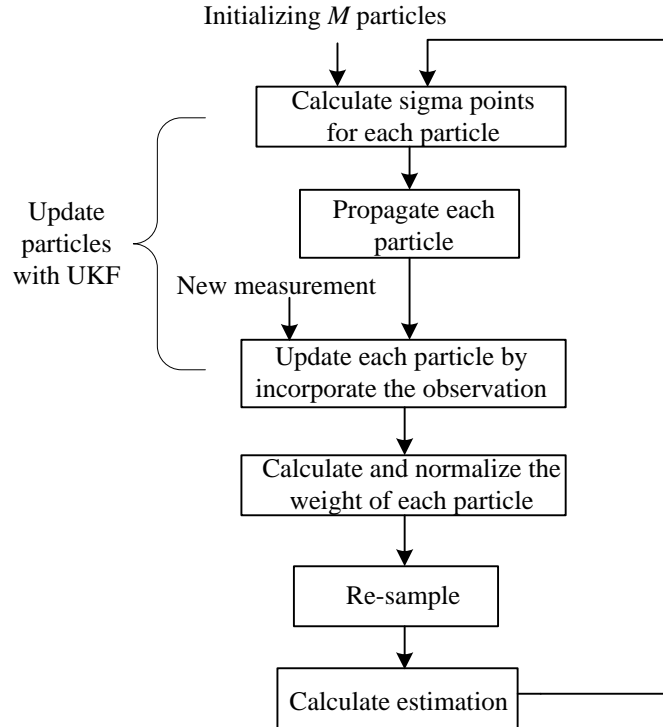 Initializing M particles
Calculate sigma points
for each particle
Propagate each
particle
Update
particles
with UKF
New measurement
Update each particle by
incorporate the observation
Calculate and normalize the
weight of each particle
Re-sample
Calculate estimation